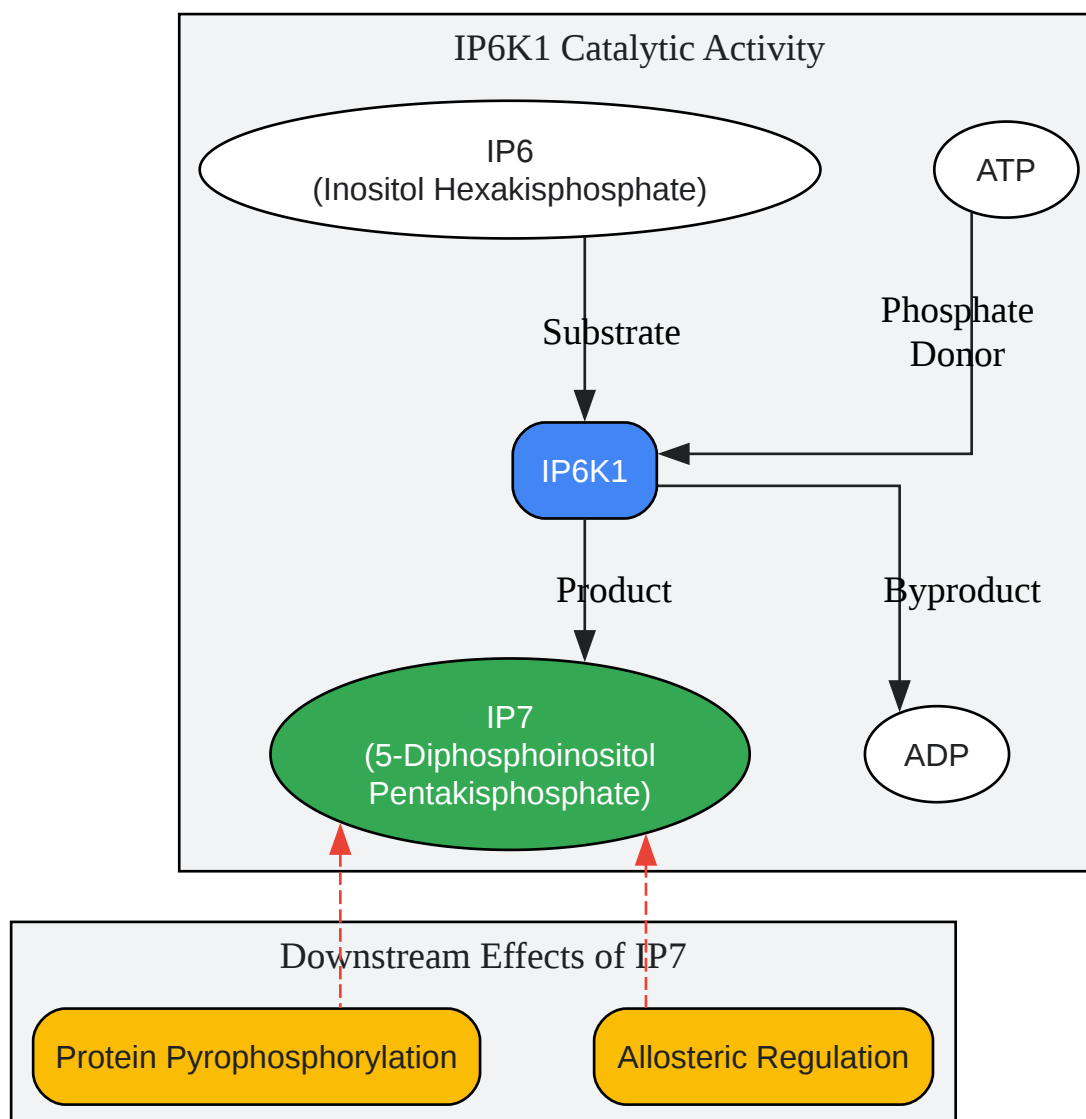 IP6K1 Catalytic Activity
IP6
(Inositol Hexakisphosphate)
ATP
Substrate
Phosphate
Donor
IP6K1
Product
Byproduct
IP7
(5-Diphosphoinositol
Pentakisphosphate)
ADP
Downstream Effects of IP7
Protein Pyrophosphorylation
Allosteric Regulation